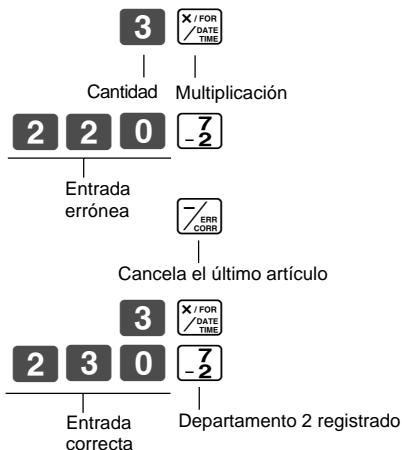 3 X / FOR DATE TIME
Cantidad Multiplicación
2 2 0 7 -2
Entrada
errónea
− ERR CORR
Cancela el último artículo
3 X / FOR DATE TIME
2 3 0 7 -2
Entrada Departamento 2 registrado
correcta